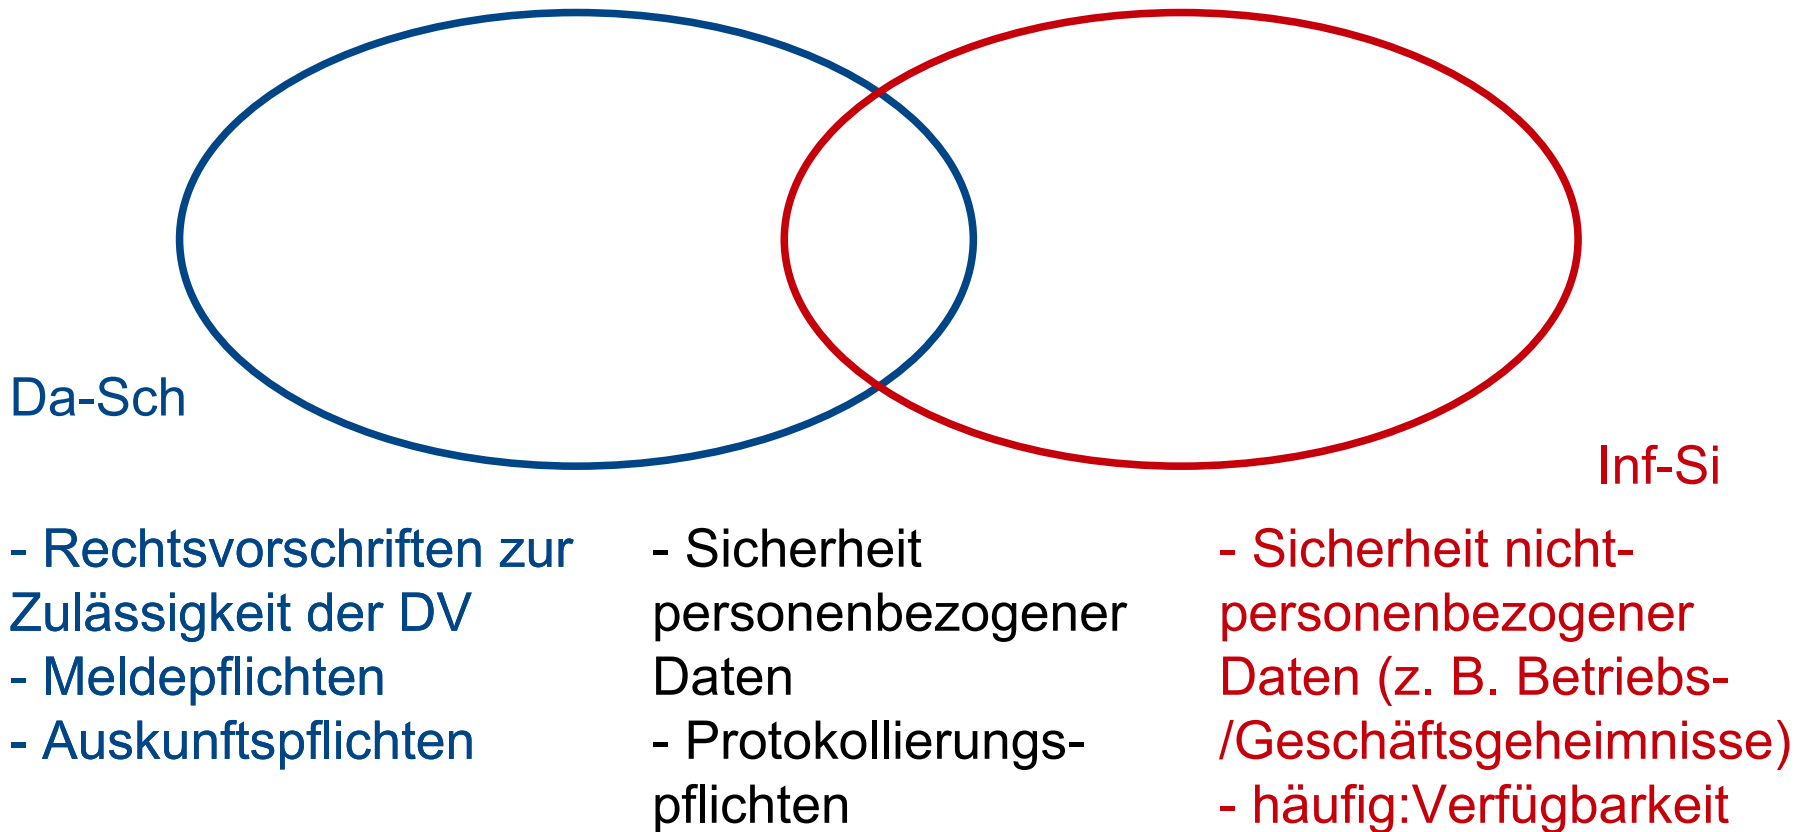 Da-Sch
Inf-Si
- Rechtsvorschriften zur
Zulässigkeit der DV
- Meldepflichten
- Auskunftspflichten
- Sicherheit
personenbezogener
Daten
- Protokollierungs-
pflichten
- Sicherheit nicht-
personenbezogener
Daten (z. B. Betriebs-
/Geschäftsgeheimnisse)
- häufig:Verfügbarkeit